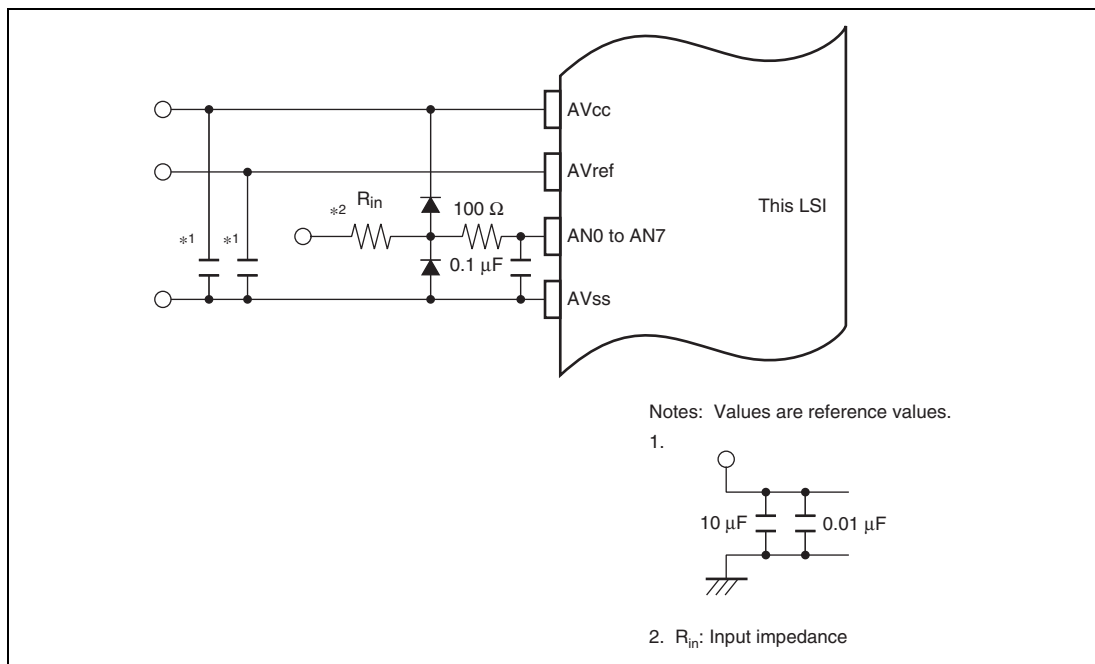 AVcc
AVref
*2 Rin
100 Ω
This LSI
*1 *1
0.1 μF
AN0 to AN7
AVss
Notes: Values are reference values.
1.
10 μF
0.01 μF
2. Rin: Input impedance